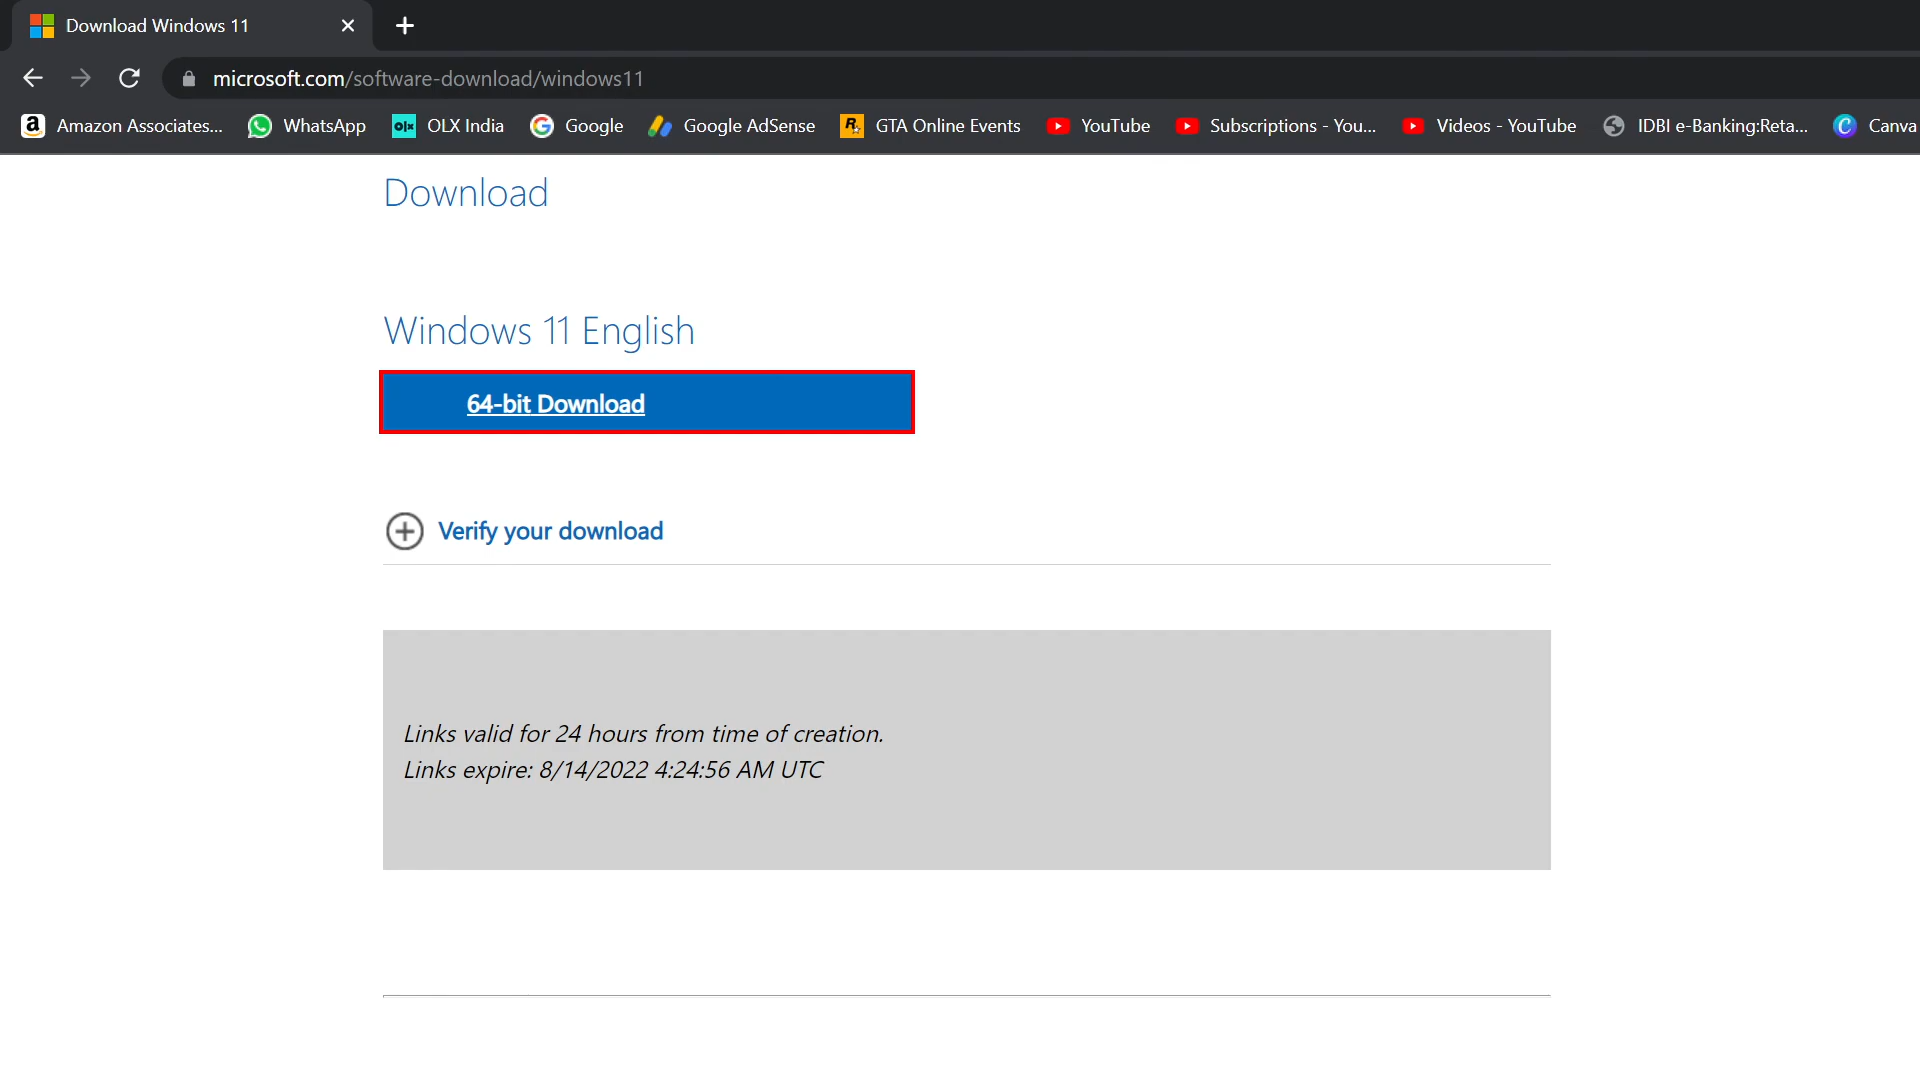 Download Windows 11
microsoft.com/software-download/windows11
Amazon Associates... WhatsApp OLX India Google Google AdSense GTA Online Events YouTube Subscriptions - You... Videos - YouTube IDBI e-Banking:Reta... Canva
Download
Windows 11 English
64-bit Download
Verify your download
Links valid for 24 hours from time of creation.
Links expire: 8/14/2022 4:24:56 AM UTC